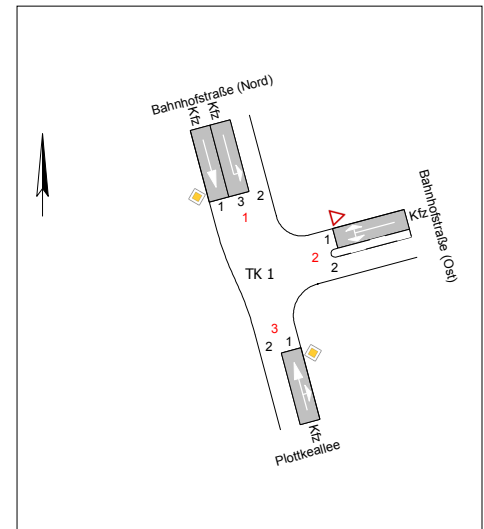 Bahnhofstraße (Nord)
Kfz
Kfz
1
3
2
1
1
Kfz
Bahnhofstraße (Ost)
2
2
TK 1
3
2
1
Kfz
Plottkeallee